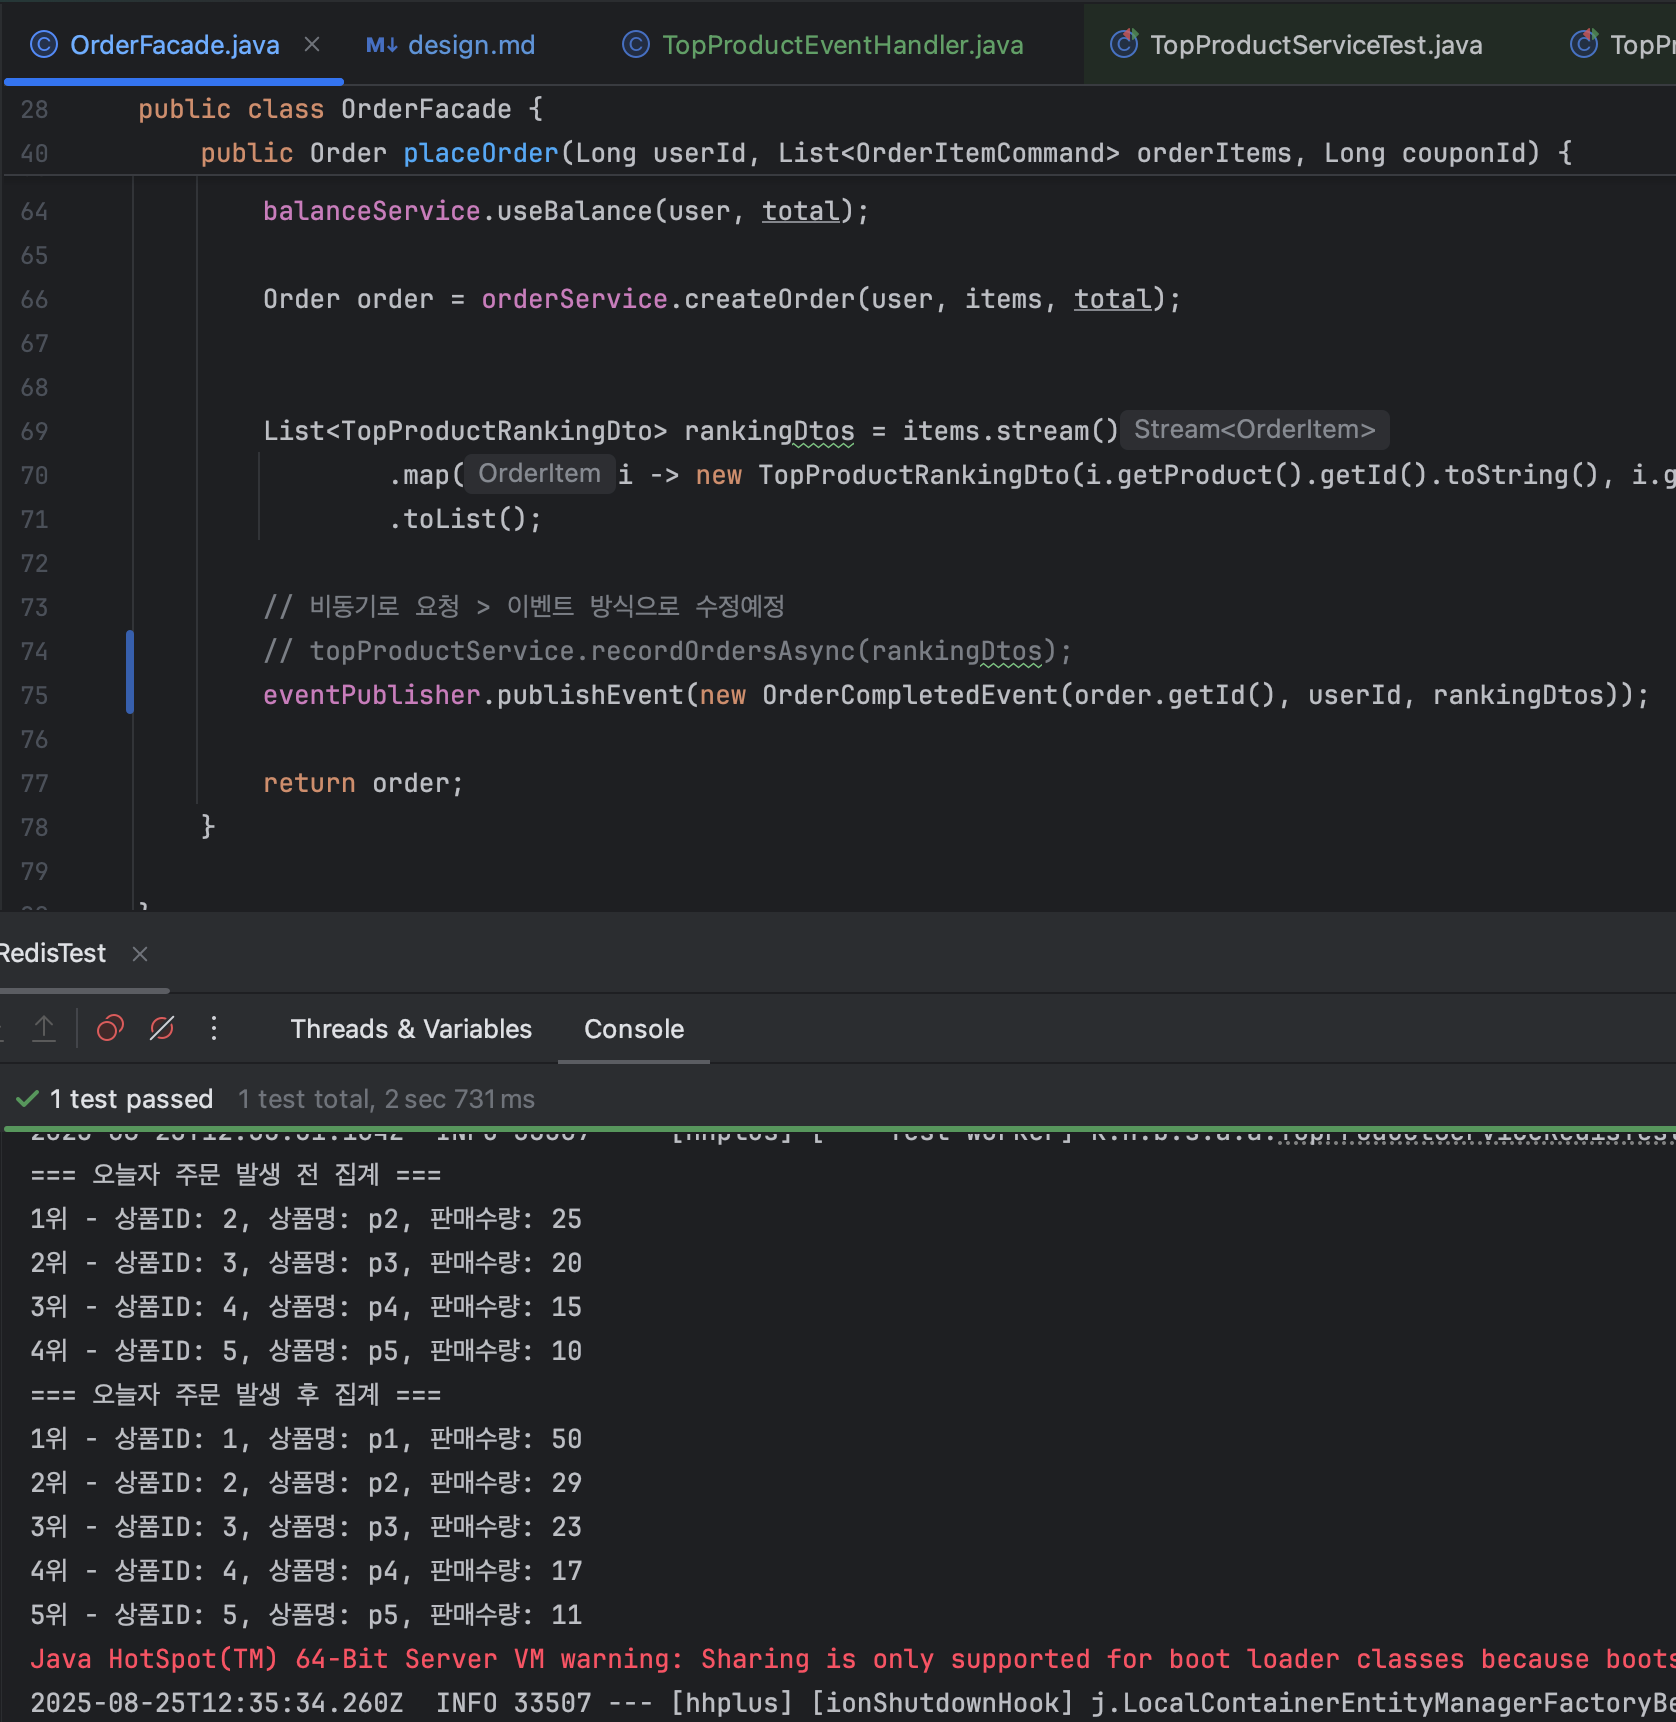 OrderFacade.java × M↓ design.md TopProductEventHandler.java TopProductServiceTest.java
28 public class OrderFacade {
40 public Order placeOrder(Long userId, List<OrderItemCommand> orderItems, Long couponId) {
64 balanceService.useBalance(user, total);
65
66 Order order = orderService.createOrder(user, items, total);
67
68
69 List<TopProductRankingDto> rankingDtos = items.stream() Stream<OrderItem>
70 .map( OrderItem i -> new TopProductRankingDto(i.getProduct().getId().toString(), i.g
71 .toList();
72
73 // 비동기로 요청 > 이벤트 방식으로 수정예정
74 // topProductService.recordOrdersAsync(rankingDtos);
75 eventPublisher.publishEvent(new OrderCompletedEvent(order.getId(), userId, rankingDtos));
76
77 return order;
78 }
79
RedisTest ×
Threads & Variables Console
1 test passed 1 test total, 2 sec 731 ms
=== 오늘자 주문 발생 전 집계 ===
1위 - 상품ID: 2, 상품명: p2, 판매수량: 25
2위 - 상품ID: 3, 상품명: p3, 판매수량: 20
3위 - 상품ID: 4, 상품명: p4, 판매수량: 15
4위 - 상품ID: 5, 상품명: p5, 판매수량: 10
=== 오늘자 주문 발생 후 집계 ===
1위 - 상품ID: 1, 상품명: p1, 판매수량: 50
2위 - 상품ID: 2, 상품명: p2, 판매수량: 29
3위 - 상품ID: 3, 상품명: p3, 판매수량: 23
4위 - 상품ID: 4, 상품명: p4, 판매수량: 17
5위 - 상품ID: 5, 상품명: p5, 판매수량: 11
Java HotSpot(TM) 64-Bit Server VM warning: Sharing is only supported for boot loader classes because boots
2025-08-25T12:35:34.260Z INFO 33507 --- [hhplus] [ionShutdownHook] j.LocalContainerEntityManagerFactoryBe